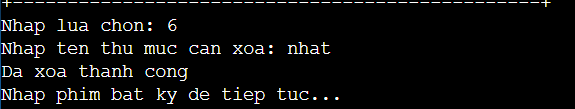 +------------------------------------------------+
Nhap lua chon: 6
Nhap ten thu muc can xoa: nhat
Da xoa thanh cong
Nhap phim bat ky de tiep tuc...